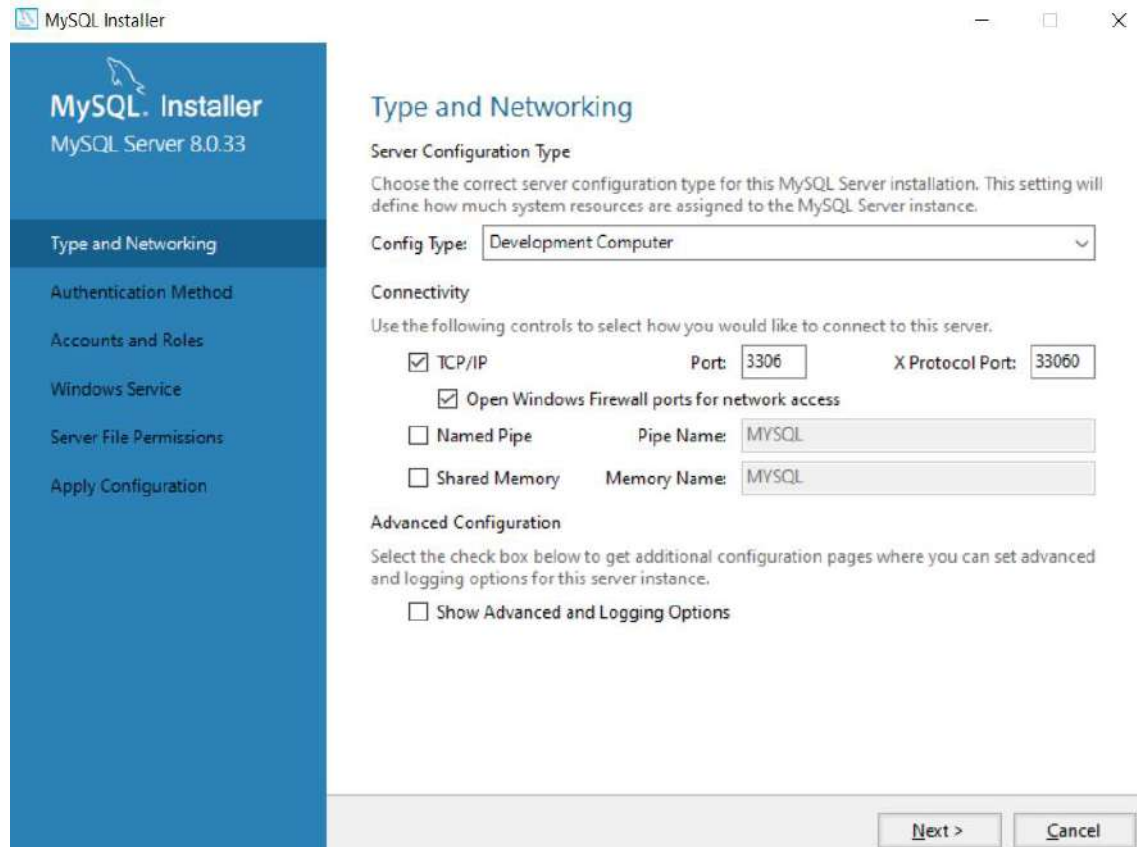 MySQL Installer
MySQL. Installer
MySQL Server 8.0.33
Type and Networking
Authentication Method
Accounts and Roles
Windows Service
Server File Permissions
Apply Configuration
Type and Networking
Server Configuration Type
Choose the correct server configuration type for this MySQL Server installation. This setting will
define how much system resources are assigned to the MySQL Server instance.
Config Type: Development Computer
Connectivity
Use the following controls to select how you would like to connect to this server.
TCP/IP Port: 3306 X Protocol Port: 33060
Open Windows Firewall ports for network access
Named Pipe Pipe Name: MYSQL
Shared Memory Memory Name: MYSQL
Advanced Configuration
Select the check box below to get additional configuration pages where you can set advanced
and logging options for this server instance.
Show Advanced and Logging Options
Next > Cancel